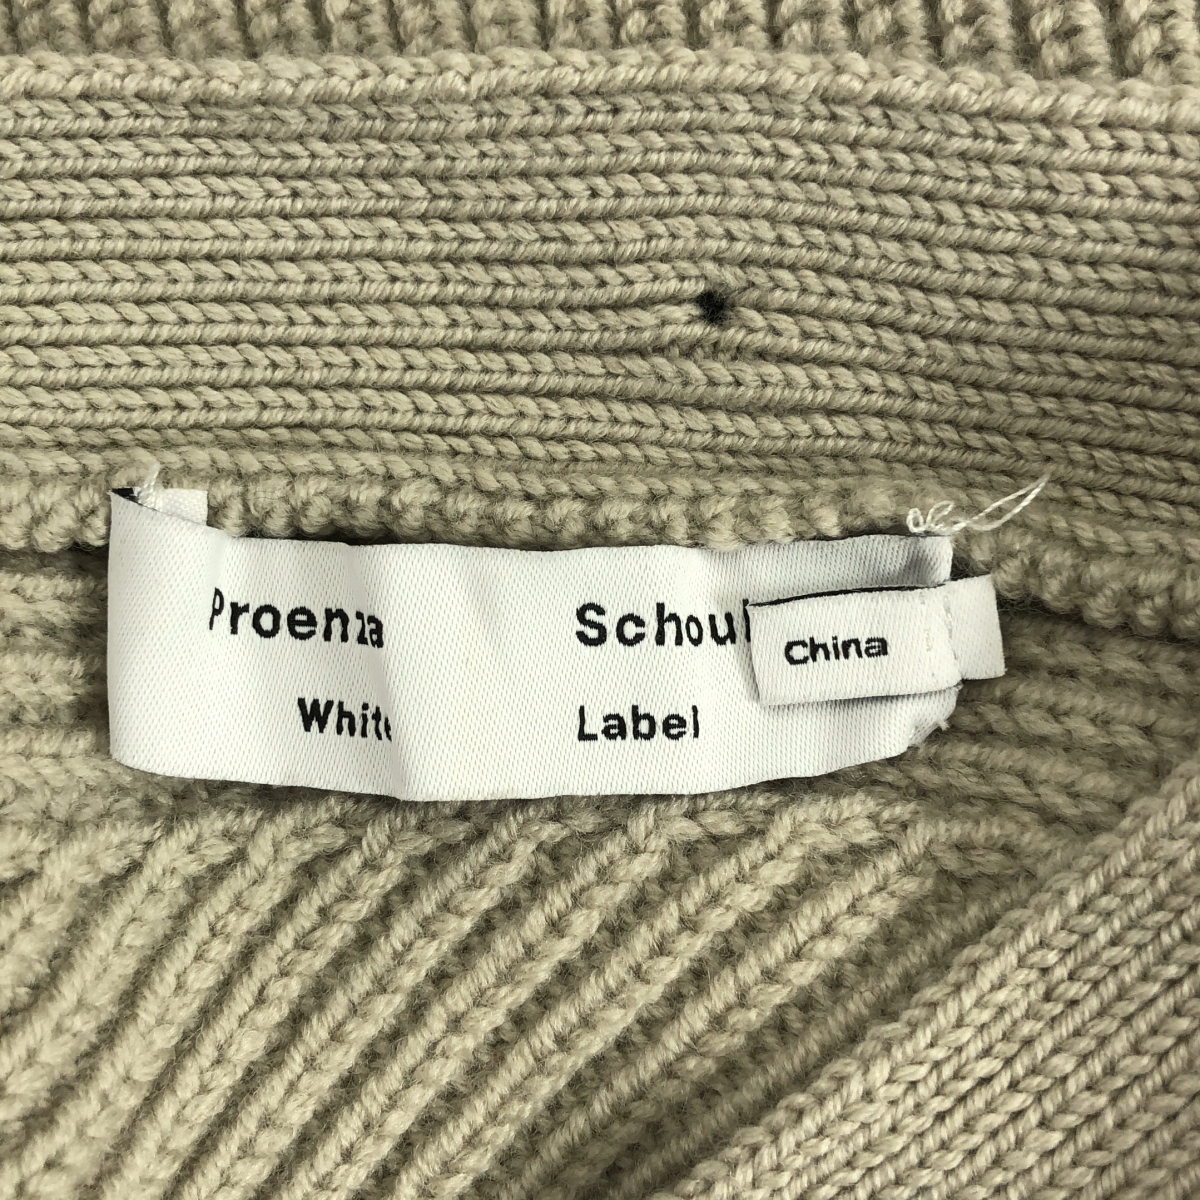 Proenza Schoul
White Label
China